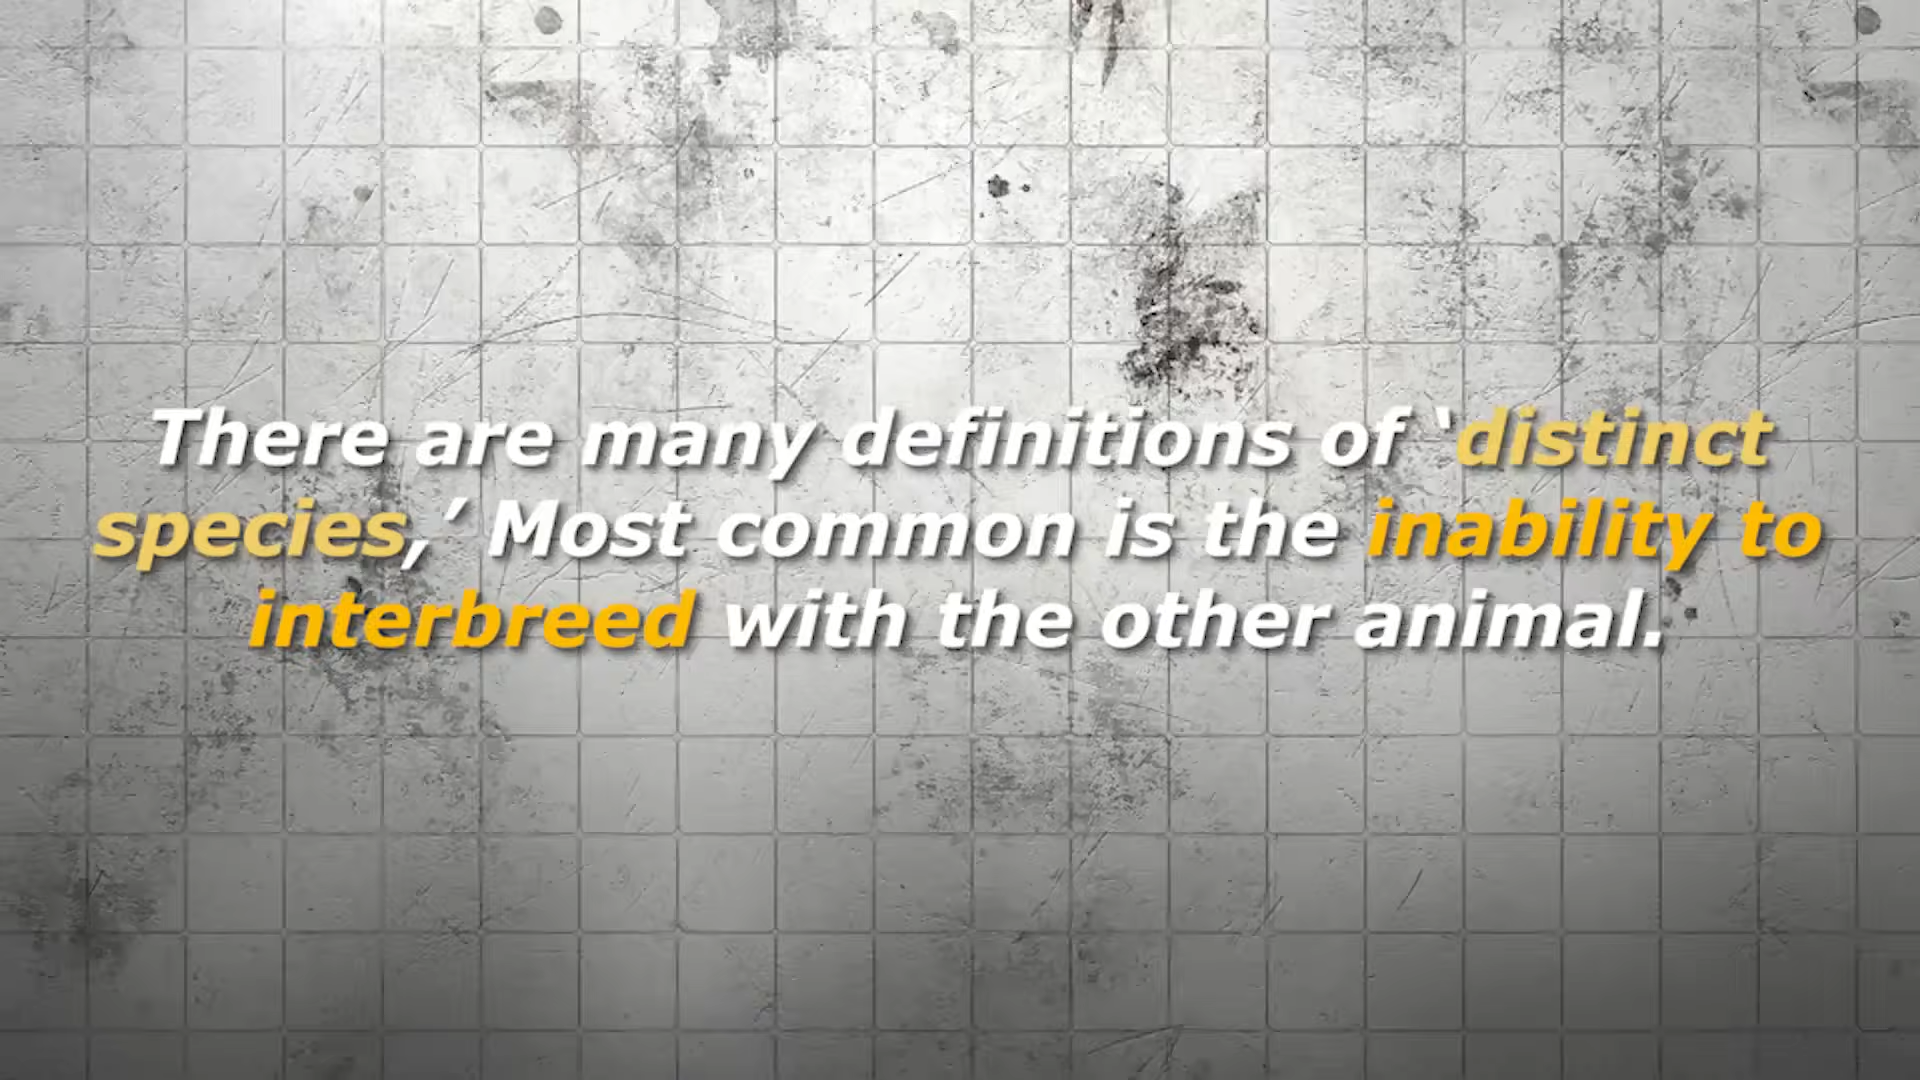 There are many definitions of ‘distinct
species,’ Most common is the inability to
interbreed with the other animal.